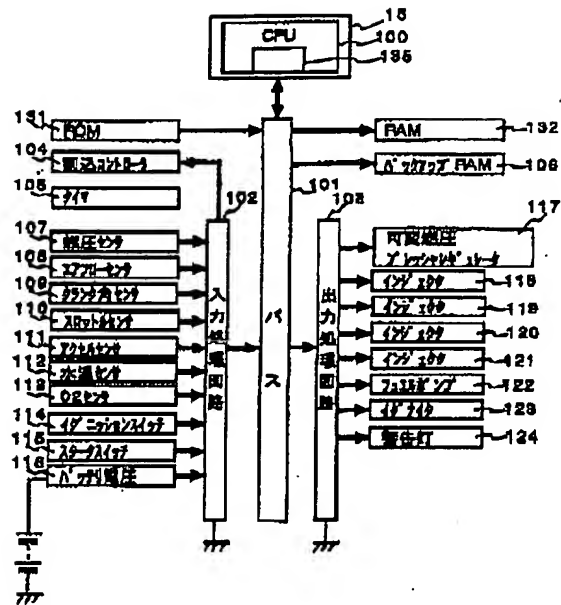 15
CPU
100
135
131
ROM
RAM
132
104
割込コントローラ
バックアップRAM
106
105
タイマ
102
101
103
117
107
燃圧センサ
可変燃圧
プレッシャレギュレータ
108
エアフローセンサ
インジェクタ
118
109
クランク角センサ
インジェクタ
119
110
スロットルセンサ
インジェクタ
120
111
アクセルセンサ
インジェクタ
121
112
水温センサ
フュエルポンプ
122
113
O2センサ
イグナイタ
123
114
イグニッションスイッチ
警告灯
124
115
スタータスイッチ
116
バッテリ電圧
入力処理回路
バス
出力処理回路